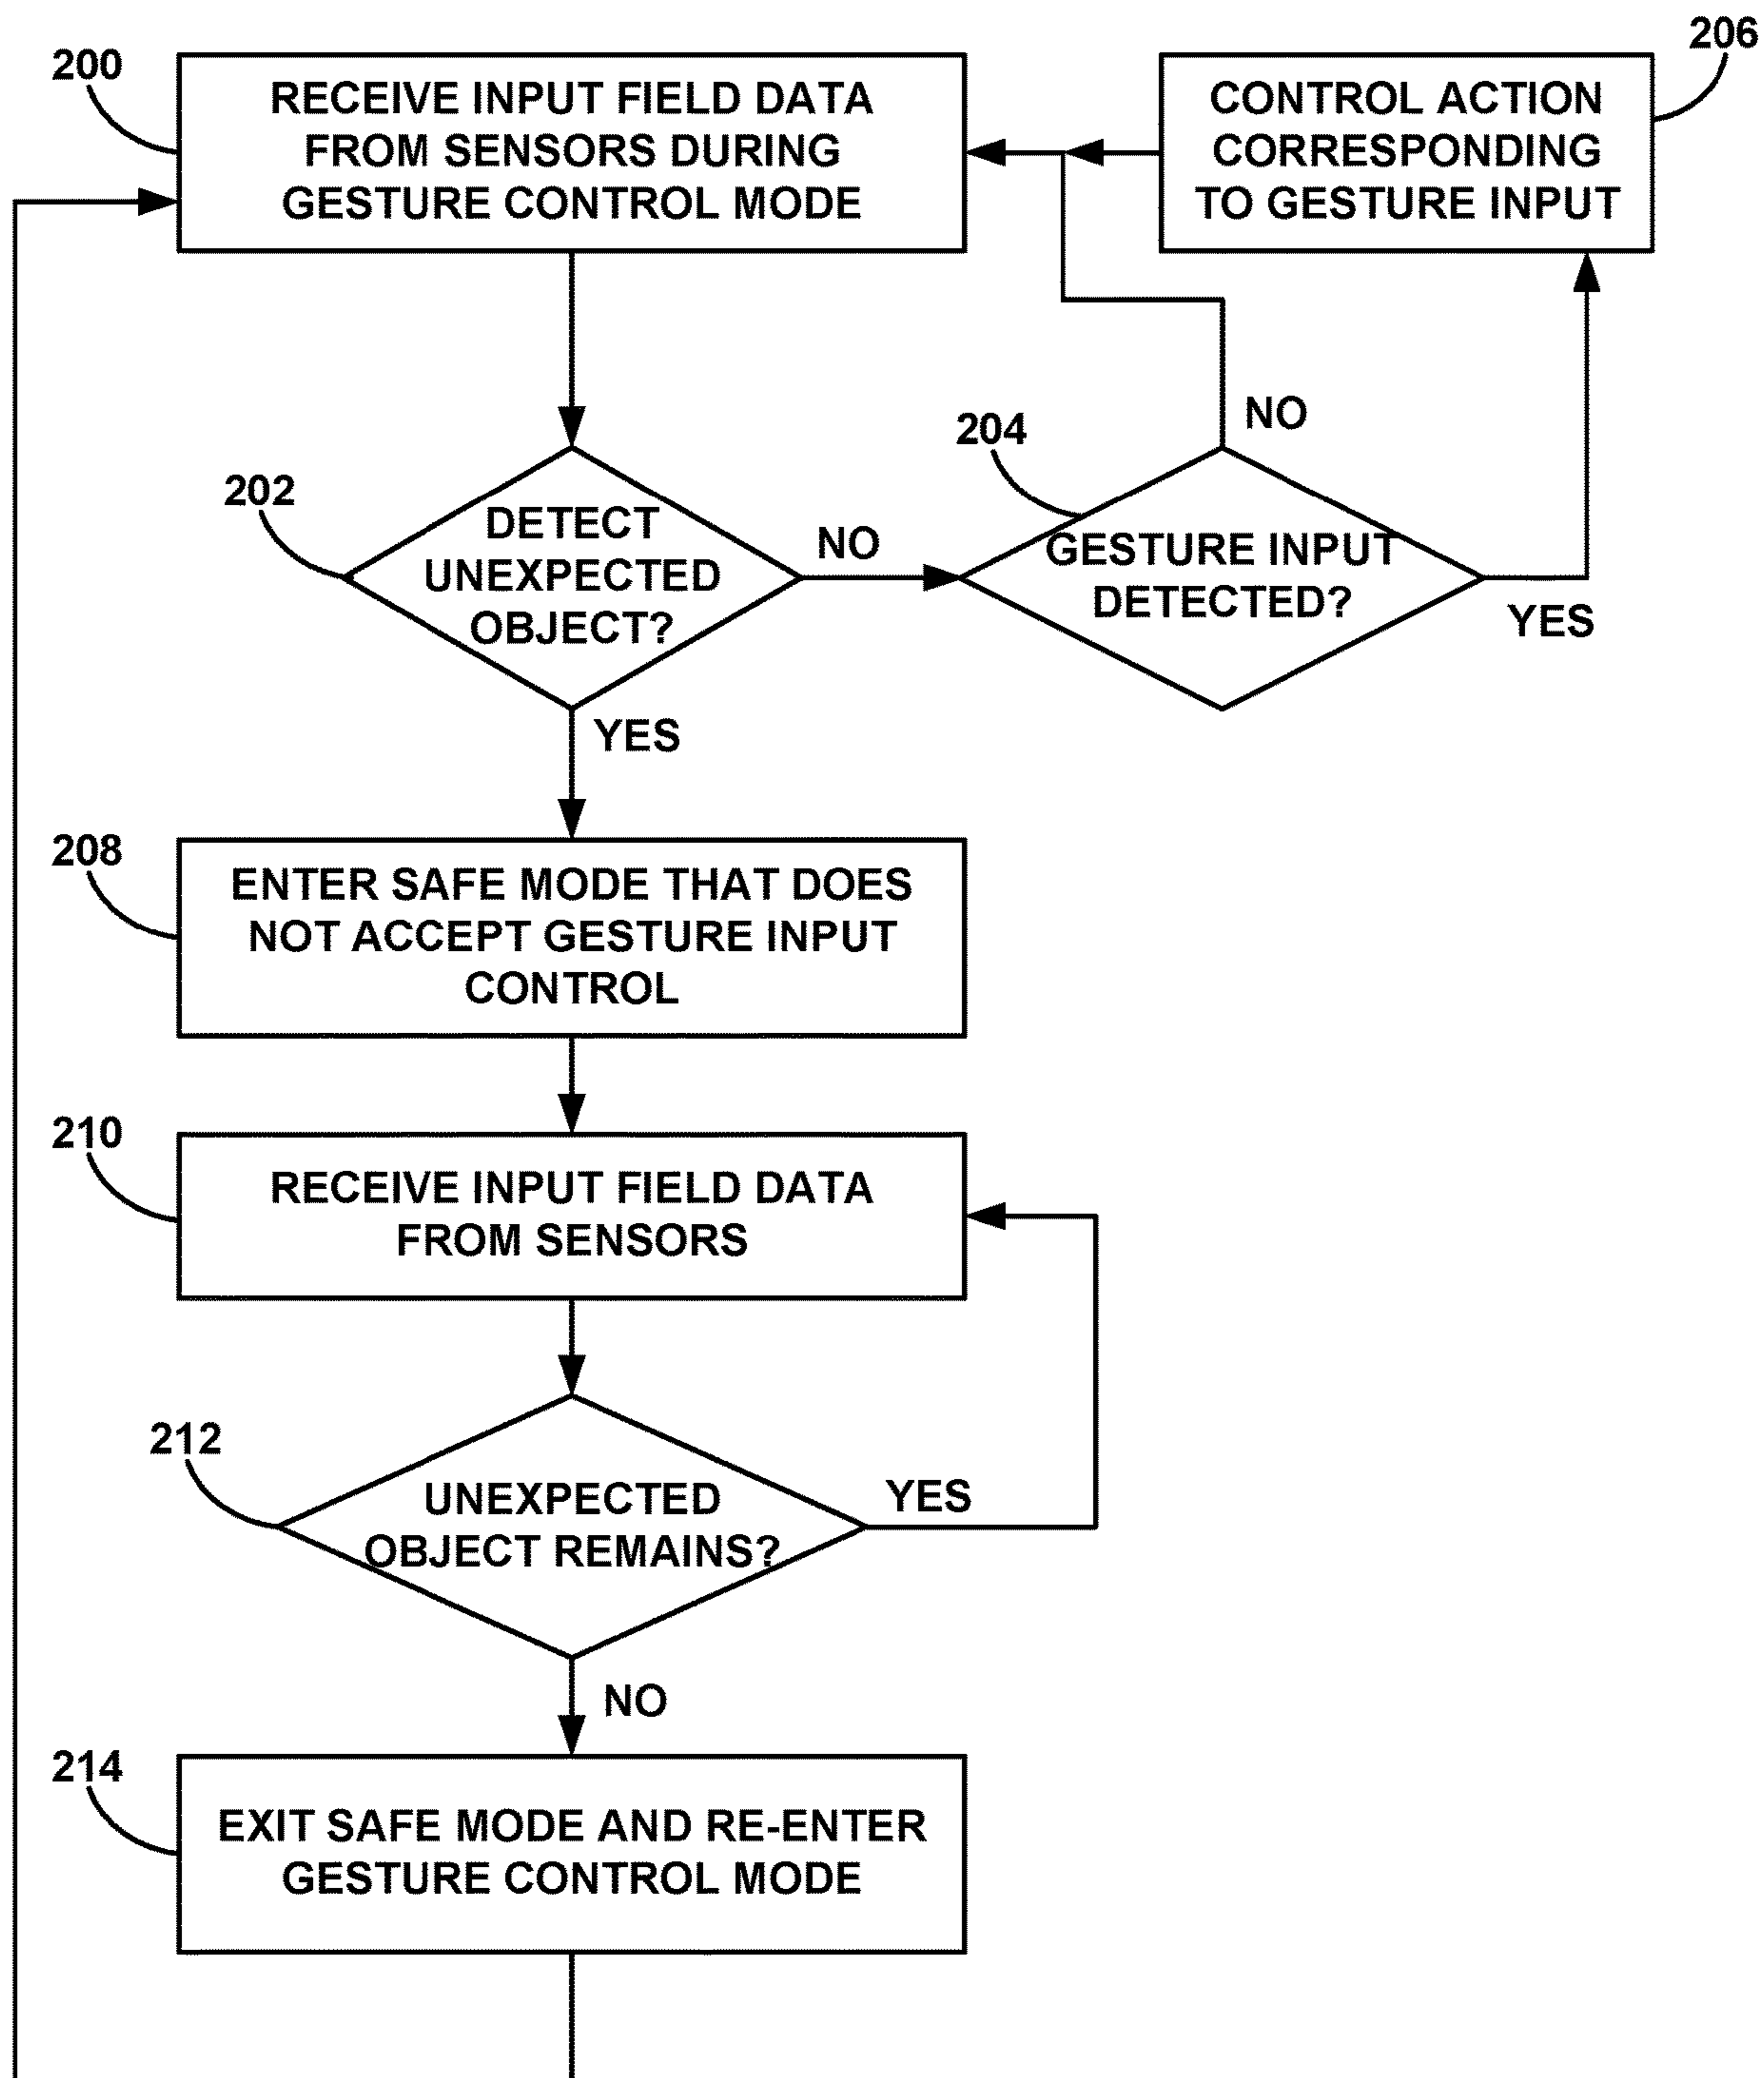 200
RECEIVE INPUT FIELD DATA
FROM SENSORS DURING
GESTURE CONTROL MODE
206
CONTROL ACTION
CORRESPONDING
TO GESTURE INPUT
202
DETECT
UNEXPECTED
OBJECT?
NO
204
GESTURE INPUT
DETECTED?
NO
YES
YES
208
ENTER SAFE MODE THAT DOES
NOT ACCEPT GESTURE INPUT
CONTROL
210
RECEIVE INPUT FIELD DATA
FROM SENSORS
212
UNEXPECTED
OBJECT REMAINS?
YES
NO
214
EXIT SAFE MODE AND RE-ENTER
GESTURE CONTROL MODE